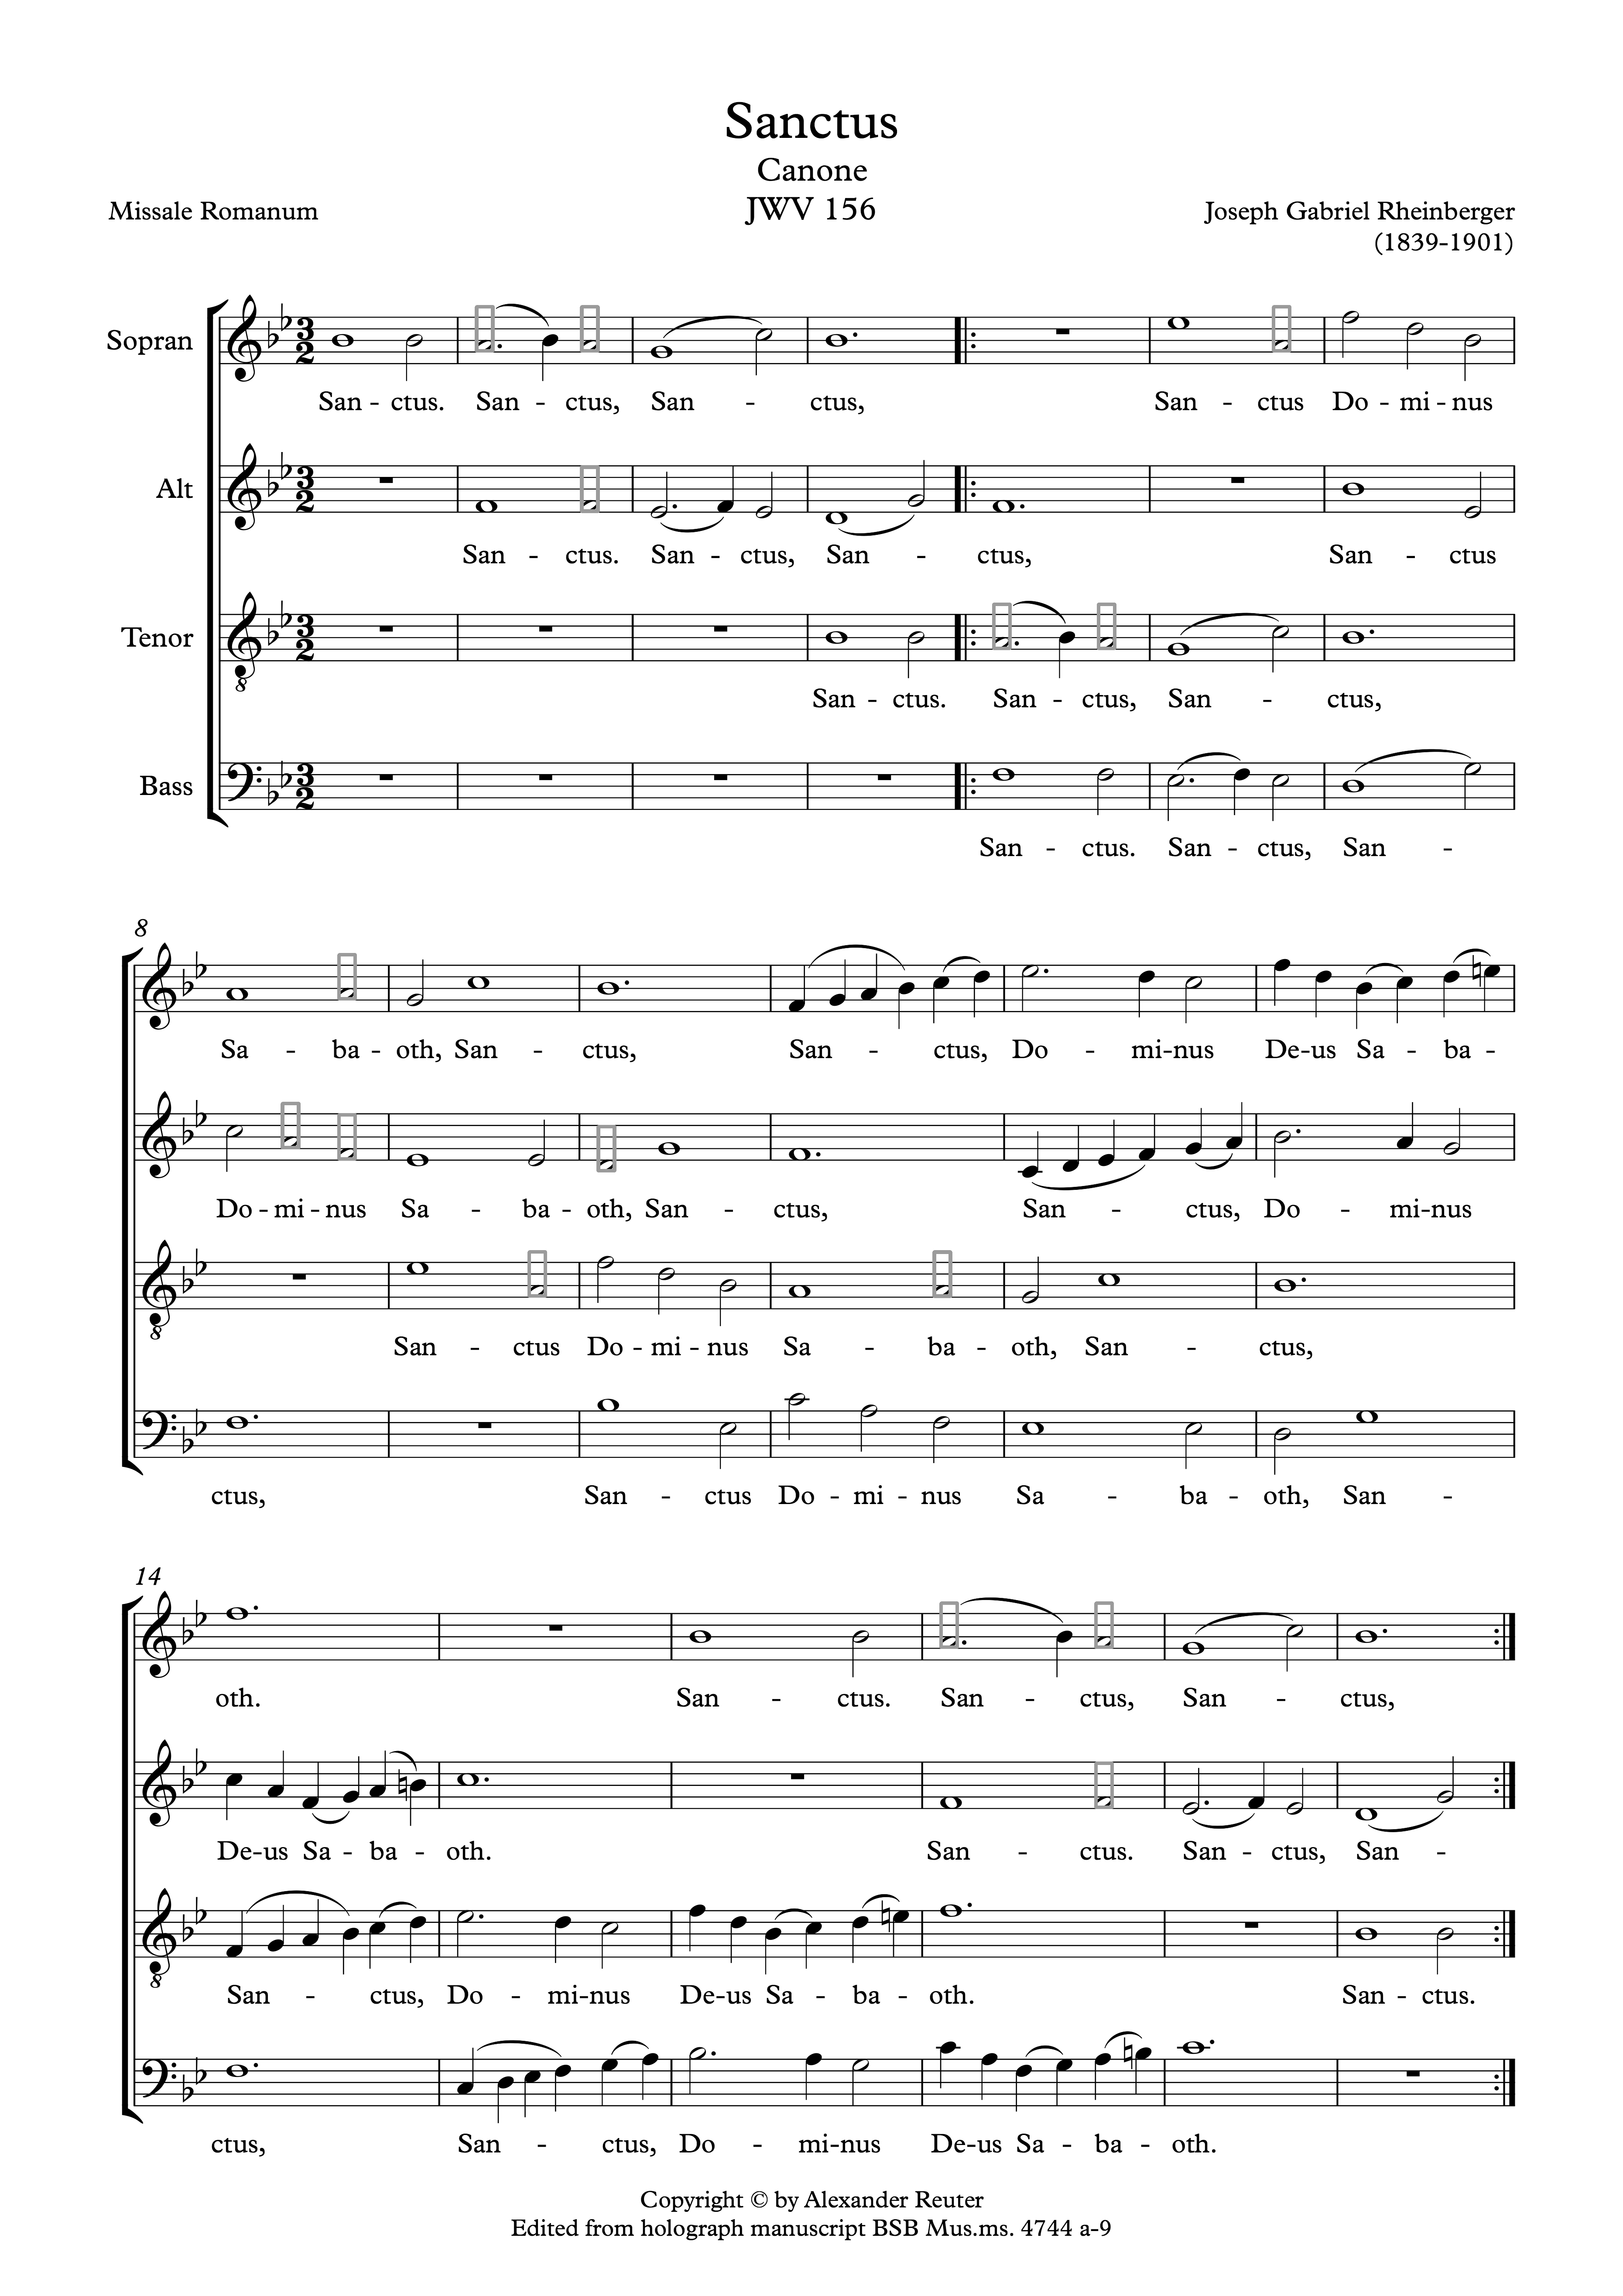 Sanctus
Canone
JWV 156
Missale Romanum
Joseph Gabriel Rheinberger
(1839-1901)
Sopran
San - ctus. San - ctus, San - ctus, San - ctus Do - mi - nus
Alt
San - ctus. San - ctus, San - ctus, San - ctus
Tenor
San - ctus. San - ctus, San - ctus,
Bass
San - ctus. San - ctus, San -
8
Sa - ba - oth, San - ctus, San - ctus, Do - mi-nus De-us Sa - ba -
Do - mi - nus Sa - ba - oth, San - ctus, San - ctus, Do - mi-nus
San - ctus Do - mi - nus Sa - ba - oth, San - ctus,
ctus, San - ctus Do - mi - nus Sa - ba - oth, San -
14
oth. San - ctus. San - ctus, San - ctus,
De-us Sa - ba - oth. San - ctus. San - ctus, San -
San - ctus, Do - mi-nus De-us Sa - ba - oth. San - ctus.
ctus, San - ctus, Do - mi-nus De-us Sa - ba - oth.
Copyright © by Alexander Reuter
Edited from holograph manuscript BSB Mus.ms. 4744 a-9